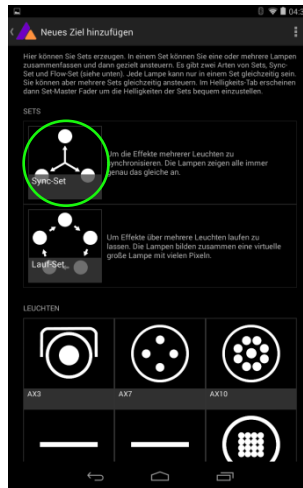 04:3
Neues Ziel hinzufügen
Hier können Sie Sets erzeugen. In einem Set können Sie eine oder mehrere Lampen
zusammenfassen und dann gezielt ansteuern. Es gibt zwei Arten von Sets, Sync-
Set und Flow-Set (siehe unten). Jede Lampe kann nur in einem Set gleichzeitig sein.
Sie können aber mehrere Sets gleichzeitig ansteuern. Im Helligkeits-Tab erscheinen
dann Set-Master Fader um die Helligkeiten der Sets bequem einzustellen.
SETS
Um die Effekte mehrerer Leuchten zu
synchronisieren. Die Lampen zeigen alle immer
genau das gleiche an.
Sync-Set
Um Effekte über mehrere Leuchten laufen zu
lassen. Die Lampen bilden zusammen eine virtuelle
große Lampe mit vielen Pixeln.
Lauf-Set,
LEUCHTEN
AX3 AX7 AX10